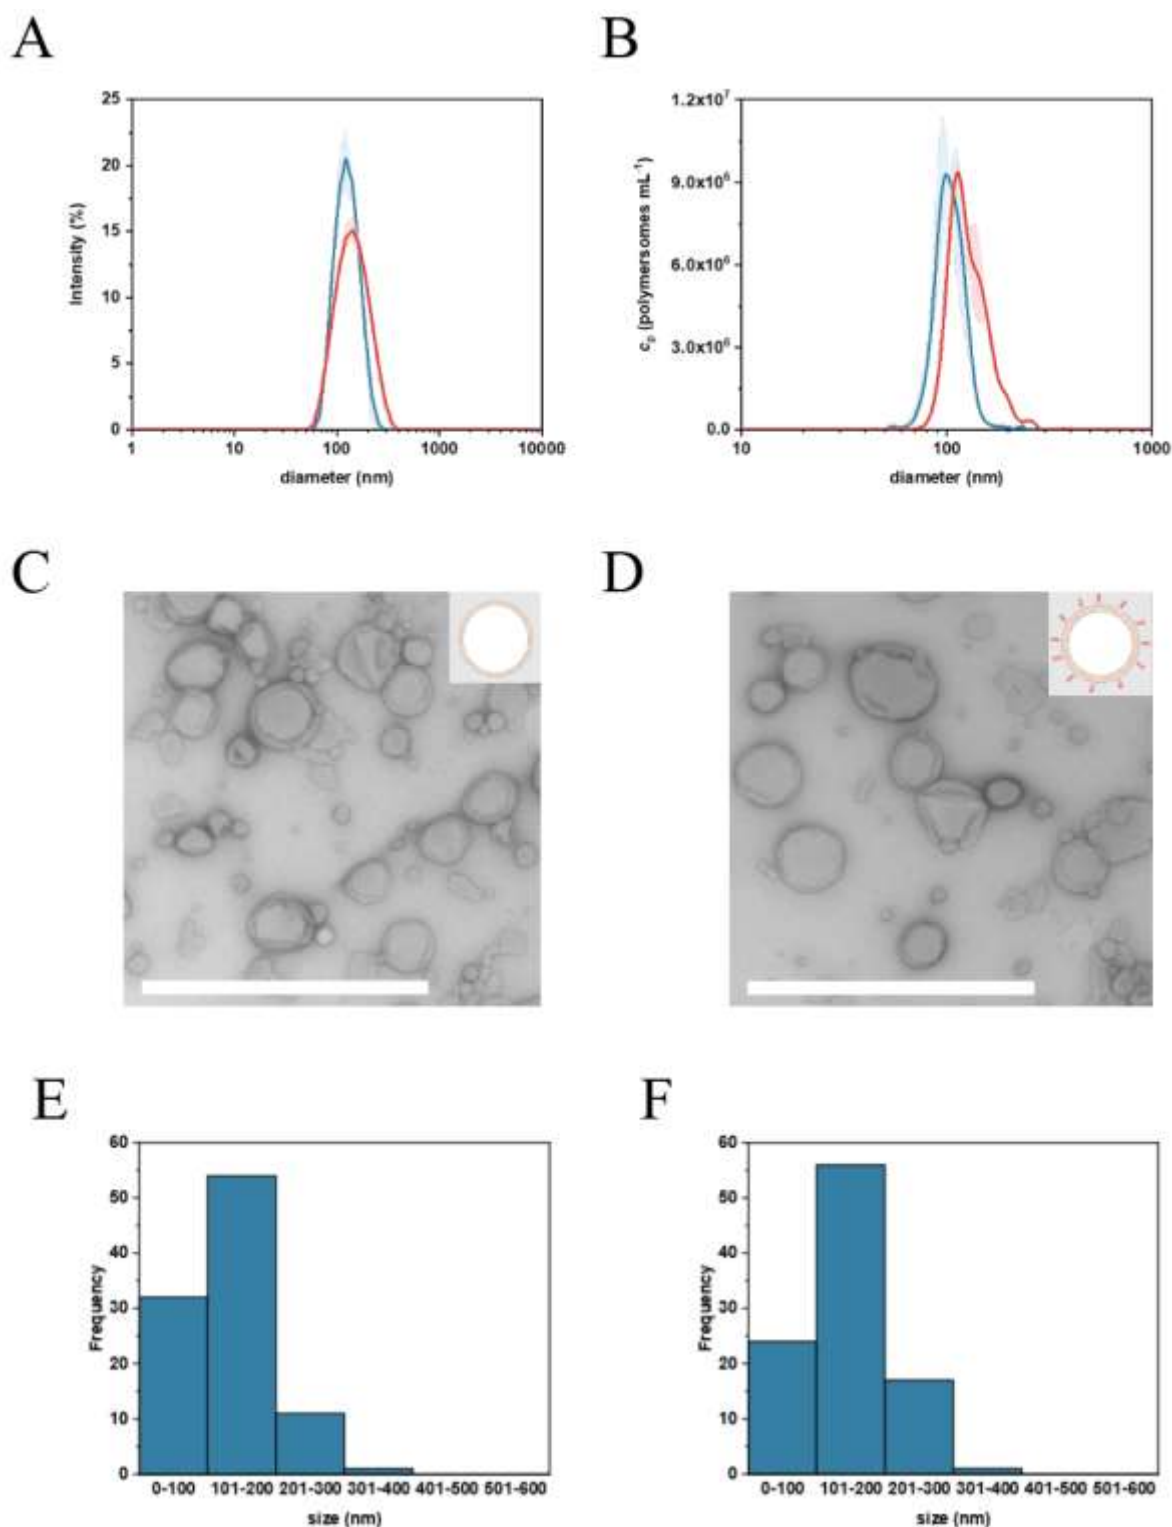 A
B
25
20
15
10
5
0
Intensity (%)
1
10
100
1000
10000
diameter (nm)
1.2x10⁷
9.0x10⁶
6.0x10⁶
3.0x10⁶
0.0
cₚ (polymersomes mL⁻¹)
10
100
1000
diameter (nm)
C
D
E
F
60
50
40
30
20
10
0
Frequency
0-100 101-200 201-300 301-400 401-500 501-600
size (nm)
60
50
40
30
20
10
0
Frequency
0-100 101-200 201-300 301-400 401-500 501-600
size (nm)